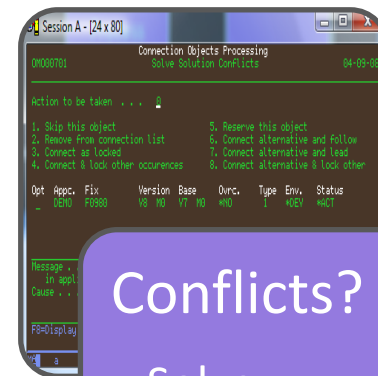 Session A - [24 x 80]
Connection Objects Processing
OMO00701 Solve Solution Conflicts 04-09-08
Action to be taken . . . 0
1. Skip this object 5. Reserve this object
2. Remove from connection list 6. Connect alternative and follow
3. Connect as locked 7. Connect alternative and lead
4. Connect & lock other occurences 8. Connect alternative & lock other
Opt Appc. Fix Version Base Ovrc. Type Env. Status
_ DEMO F0980 V8 M0 V7 M0 *NO 1 *DEV *ACT
Message .
in appli
Cause . . .
Conflicts?
F8=Display
a
Solve